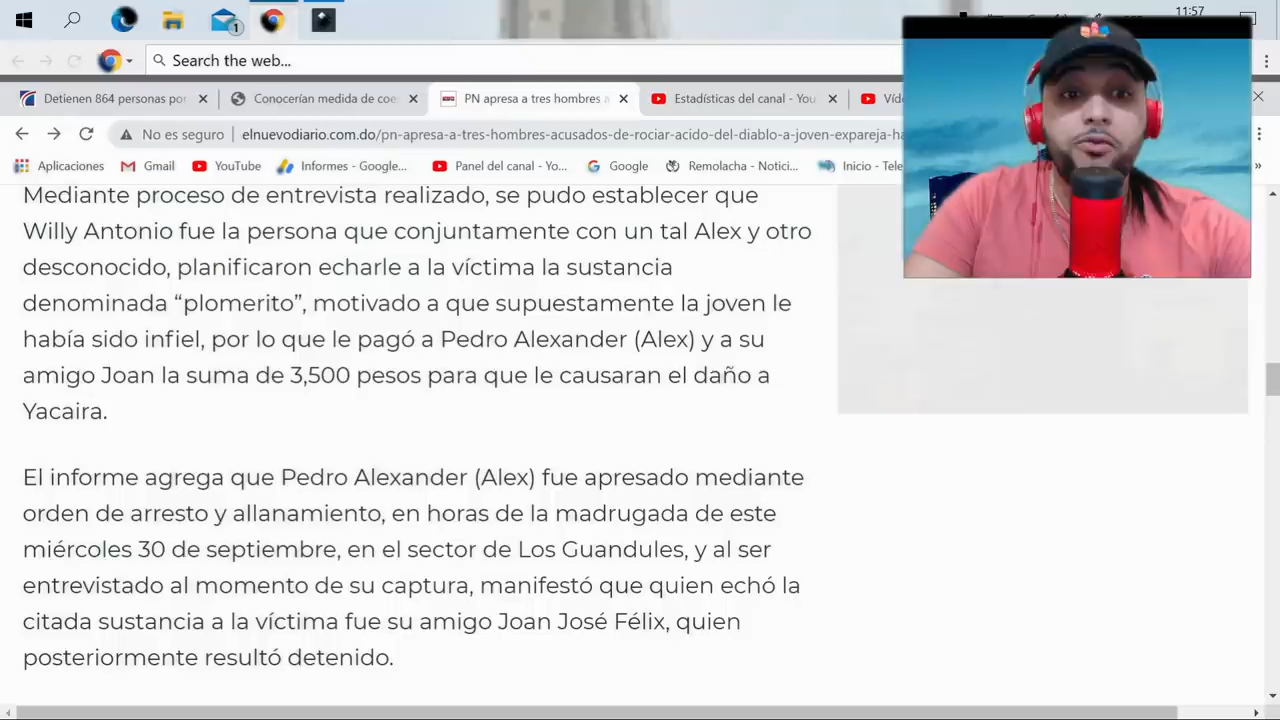 11:57
1
Search the web...
Detienen 864 personas por
Conocerían medida de coe
PN apresa a tres hombres a
Estadísticas del canal - You
Víd
No es seguro
elnuevodiario.com.do/pn-apresa-a-tres-hombres-acusados-de-rociar-acido-del-diablo-a-joven-expareja-ha
Aplicaciones
Gmail
YouTube
Informes - Google...
Panel del canal - Yo...
Google
Remolacha - Notici...
Inicio - Tele
Mediante proceso de entrevista realizado, se pudo establecer que
Willy Antonio fue la persona que conjuntamente con un tal Alex y otro
desconocido, planificaron echarle a la víctima la sustancia
denominada “plomerito”, motivado a que supuestamente la joven le
había sido infiel, por lo que le pagó a Pedro Alexander (Alex) y a su
amigo Joan la suma de 3,500 pesos para que le causaran el daño a
Yacaira.
El informe agrega que Pedro Alexander (Alex) fue apresado mediante
orden de arresto y allanamiento, en horas de la madrugada de este
miércoles 30 de septiembre, en el sector de Los Guandules, y al ser
entrevistado al momento de su captura, manifestó que quien echó la
citada sustancia a la víctima fue su amigo Joan José Félix, quien
posteriormente resultó detenido.